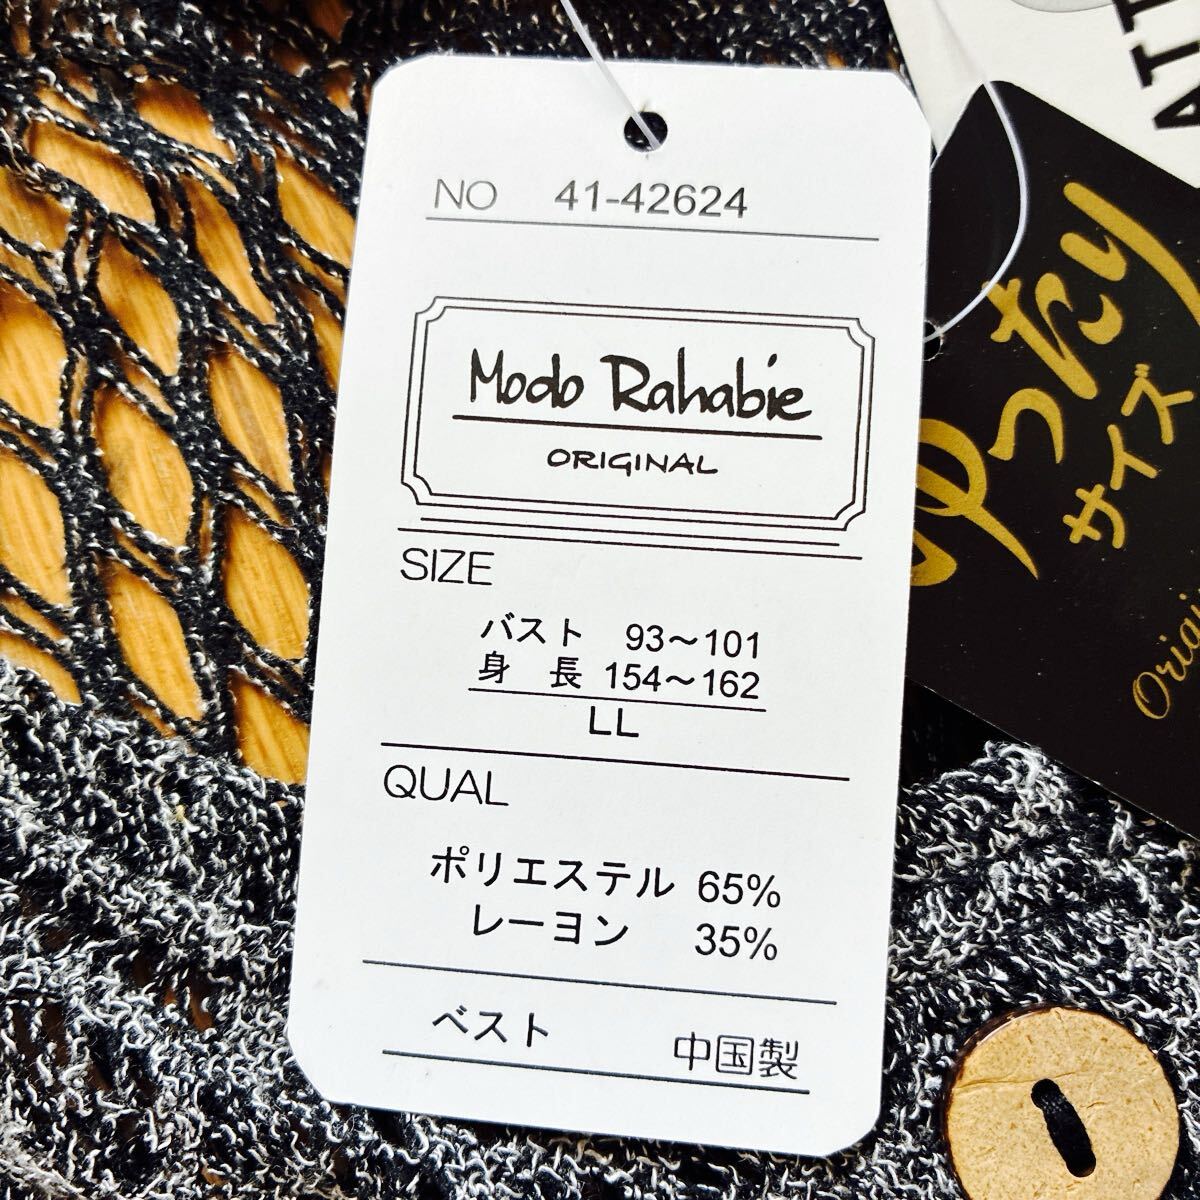 NO 41-42624
Modo Rahabie
ORIGINAL
SIZE
バスト 93～101
身長 154～162
LL
QUAL
ポリエステル 65%
レーヨン 35%
ベスト 中国製
ゆったり
サイズ